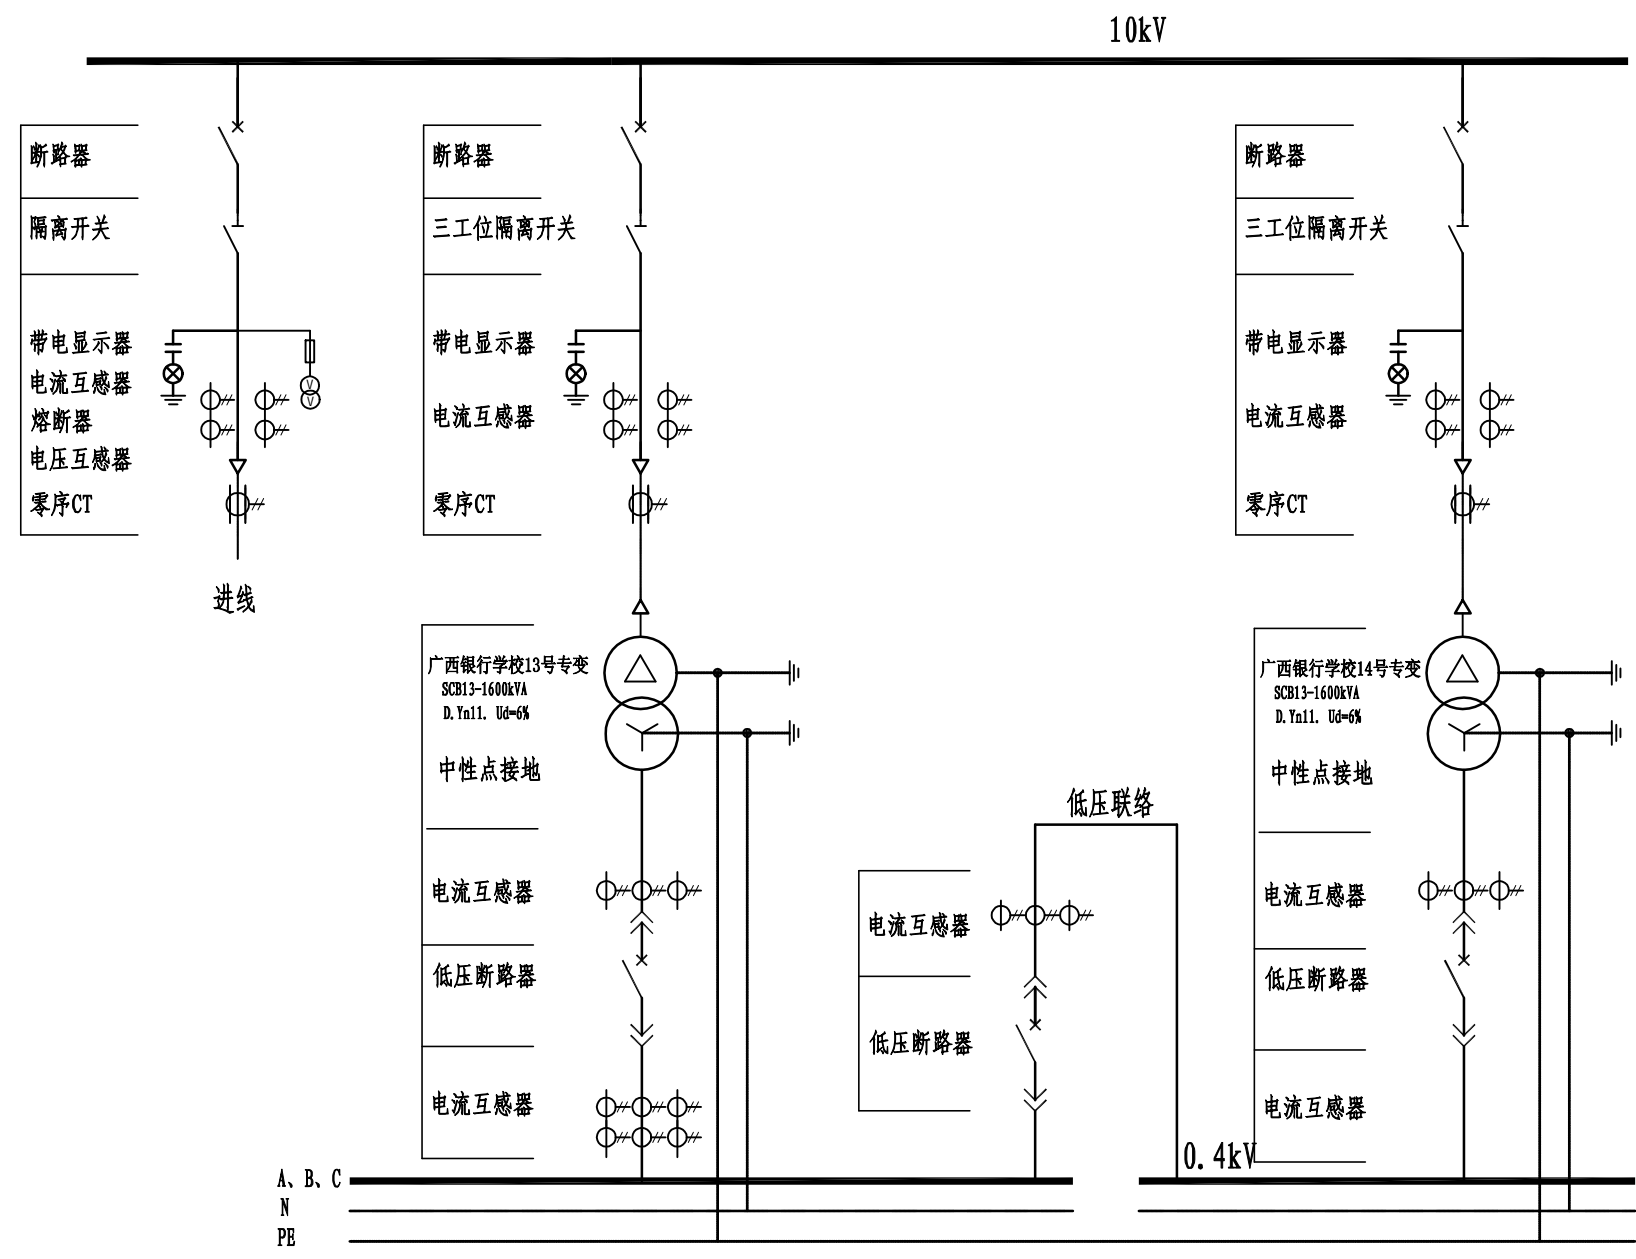 10kV
断路器
隔离开关
带电显示器
电流互感器
熔断器
电压互感器
零序CT
进线
断路器
三工位隔离开关
带电显示器
电流互感器
零序CT
广西银行学校13号专变
SCB13-1600kVA
D.Yn11. Ud=6%
中性点接地
电流互感器
低压断路器
电流互感器
低压联络
电流互感器
低压断路器
断路器
三工位隔离开关
带电显示器
电流互感器
零序CT
广西银行学校14号专变
SCB13-1600kVA
D.Yn11. Ud=6%
中性点接地
电流互感器
低压断路器
电流互感器
0.4kV
A、B、C
N
PE
V
V